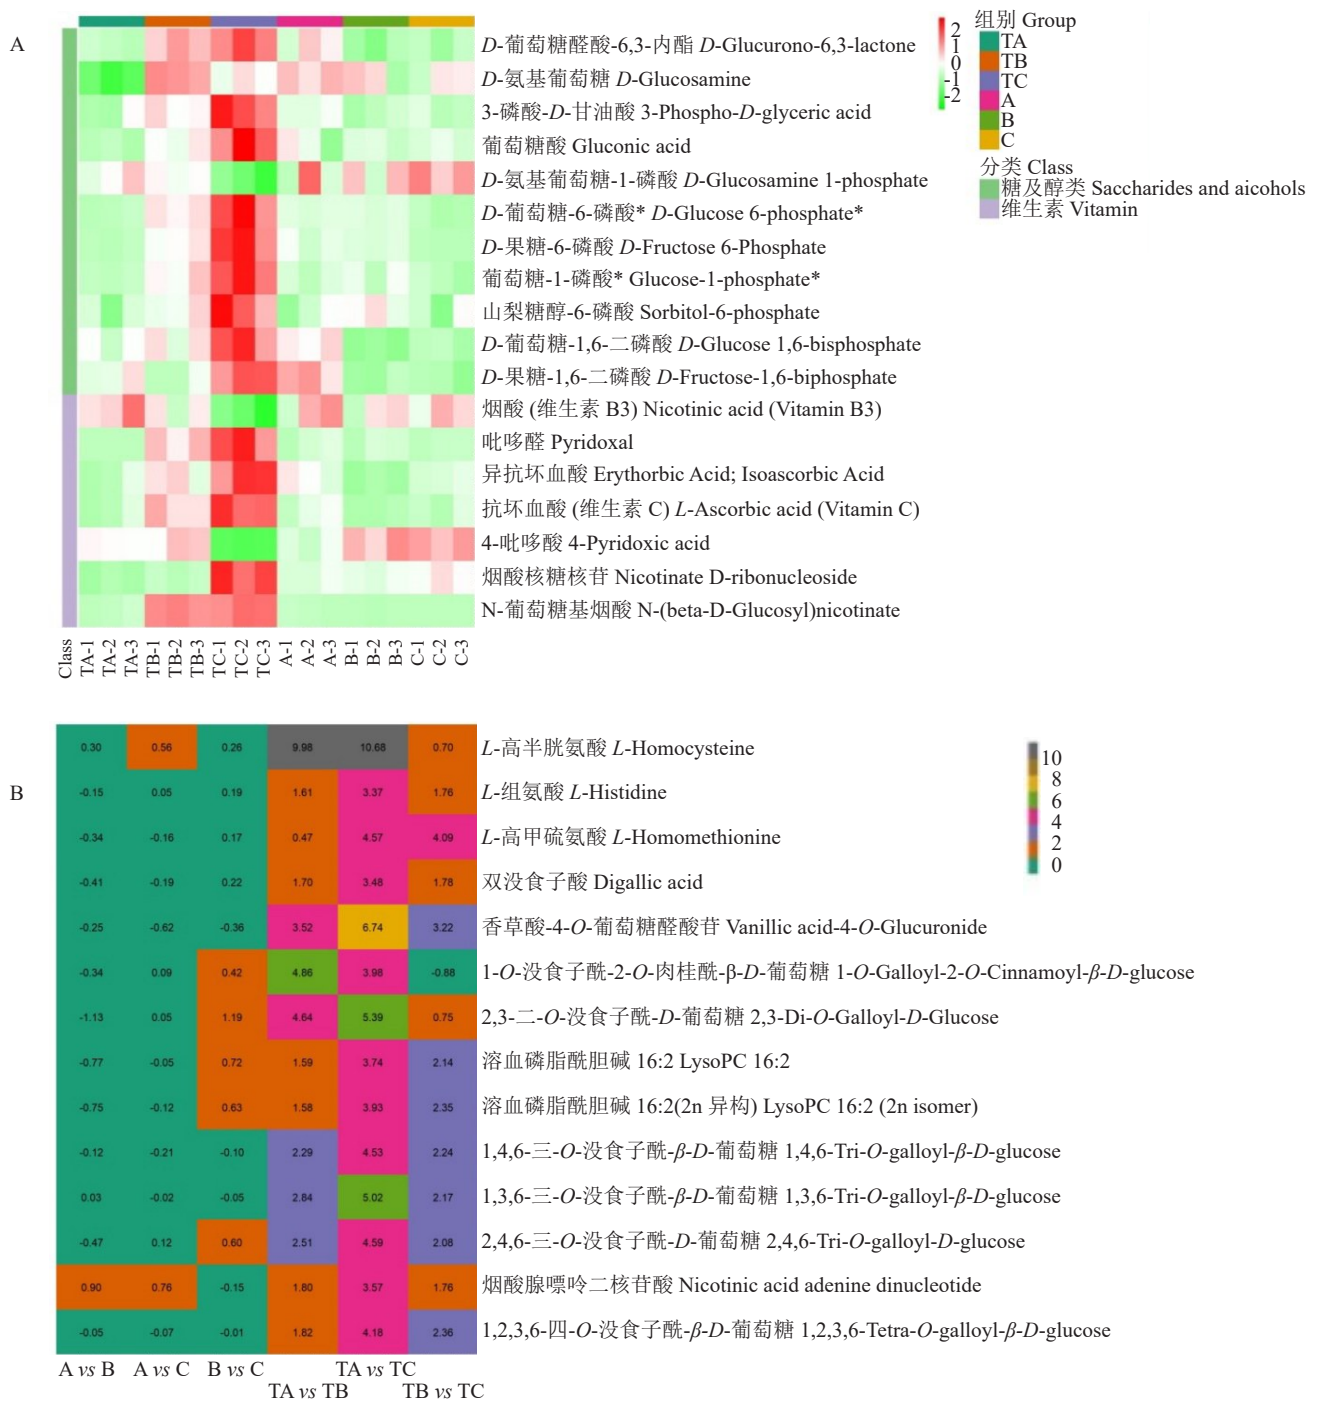 A
D-葡萄糖醛酸-6,3-内酯 D-Glucurono-6,3-lactone
D-氨基葡萄糖 D-Glucosamine
3-磷酸-D-甘油酸 3-Phospho-D-glyceric acid
葡萄糖酸 Gluconic acid
D-氨基葡萄糖-1-磷酸 D-Glucosamine 1-phosphate
D-葡萄糖-6-磷酸* D-Glucose 6-phosphate*
D-果糖-6-磷酸 D-Fructose 6-Phosphate
葡萄糖-1-磷酸* Glucose-1-phosphate*
山梨糖醇-6-磷酸 Sorbitol-6-phosphate
D-葡萄糖-1,6-二磷酸 D-Glucose 1,6-bisphosphate
D-果糖-1,6-二磷酸 D-Fructose-1,6-biphosphate
烟酸 (维生素 B3) Nicotinic acid (Vitamin B3)
吡哆醛 Pyridoxal
异抗坏血酸 Erythorbic Acid; Isoascorbic Acid
抗坏血酸 (维生素 C) L-Ascorbic acid (Vitamin C)
4-吡哆酸 4-Pyridoxic acid
烟酸核糖核苷 Nicotinate D-ribonucleoside
N-葡萄糖基烟酸 N-(beta-D-Glucosyl)nicotinate
2
1
0
-1
-2
组别 Group
TA
TB
TC
A
B
C
分类 Class
糖及醇类 Saccharides and aicohols
维生素 Vitamin
Class TA-1 TA-2 TA-3 TB-1 TB-2 TB-3 TC-1 TC-2 TC-3 A-1 A-2 A-3 B-1 B-2 B-3 C-1 C-2 C-3
B
0.30 0.56 0.26 9.98 10.68 0.70 L-高半胱氨酸 L-Homocysteine
-0.15 0.05 0.19 1.61 3.37 1.76 L-组氨酸 L-Histidine
-0.34 -0.16 0.17 0.47 4.57 4.09 L-高甲硫氨酸 L-Homomethionine
-0.41 -0.19 0.22 1.70 3.48 1.78 双没食子酸 Digallic acid
-0.25 -0.62 -0.36 3.52 6.74 3.22 香草酸-4-O-葡萄糖醛酸苷 Vanillic acid-4-O-Glucuronide
-0.34 0.09 0.42 4.86 3.98 -0.88 1-O-没食子酰-2-O-肉桂酰-β-D-葡萄糖 1-O-Galloyl-2-O-Cinnamoyl-β-D-glucose
-1.13 0.05 1.19 4.64 5.39 0.75 2,3-二-O-没食子酰-D-葡萄糖 2,3-Di-O-Galloyl-D-Glucose
-0.77 -0.05 0.72 1.59 3.74 2.14 溶血磷脂酰胆碱 16:2 LysoPC 16:2
-0.75 -0.12 0.63 1.58 3.93 2.35 溶血磷脂酰胆碱 16:2(2n 异构) LysoPC 16:2 (2n isomer)
-0.12 -0.21 -0.10 2.29 4.53 2.24 1,4,6-三-O-没食子酰-β-D-葡萄糖 1,4,6-Tri-O-galloyl-β-D-glucose
0.03 -0.02 -0.05 2.84 5.02 2.17 1,3,6-三-O-没食子酰-β-D-葡萄糖 1,3,6-Tri-O-galloyl-β-D-glucose
-0.47 0.12 0.60 2.51 4.59 2.08 2,4,6-三-O-没食子酰-D-葡萄糖 2,4,6-Tri-O-galloyl-D-glucose
0.90 0.76 -0.15 1.80 3.57 1.76 烟酸腺嘌呤二核苷酸 Nicotinic acid adenine dinucleotide
-0.05 -0.07 -0.01 1.82 4.18 2.36 1,2,3,6-四-O-没食子酰-β-D-葡萄糖 1,2,3,6-Tetra-O-galloyl-β-D-glucose
10
8
6
4
2
0
A vs B A vs C B vs C TA vs TC
TA vs TB TB vs TC